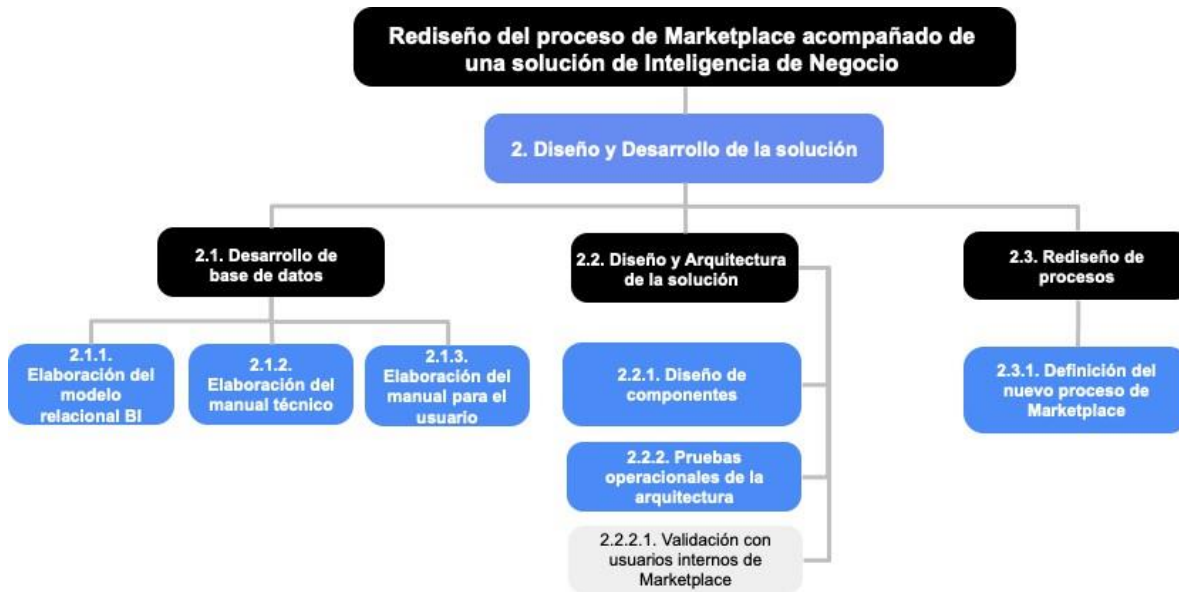 Rediseño del proceso de Marketplace acompañado de
una solución de Inteligencia de Negocio
2. Diseño y Desarrollo de la solución
2.1. Desarrollo de
base de datos
2.2. Diseño y Arquitectura
de la solución
2.3. Rediseño de
procesos
2.1.1.
Elaboración del
modelo
relacional BI
2.1.2.
Elaboración del
manual técnico
2.1.3.
Elaboración del
manual para el
usuario
2.2.1. Diseño de
componentes
2.3.1. Definición del
nuevo proceso de
Marketplace
2.2.2. Pruebas
operacionales de la
arquitectura
2.2.2.1. Validación con
usuarios internos de
Marketplace